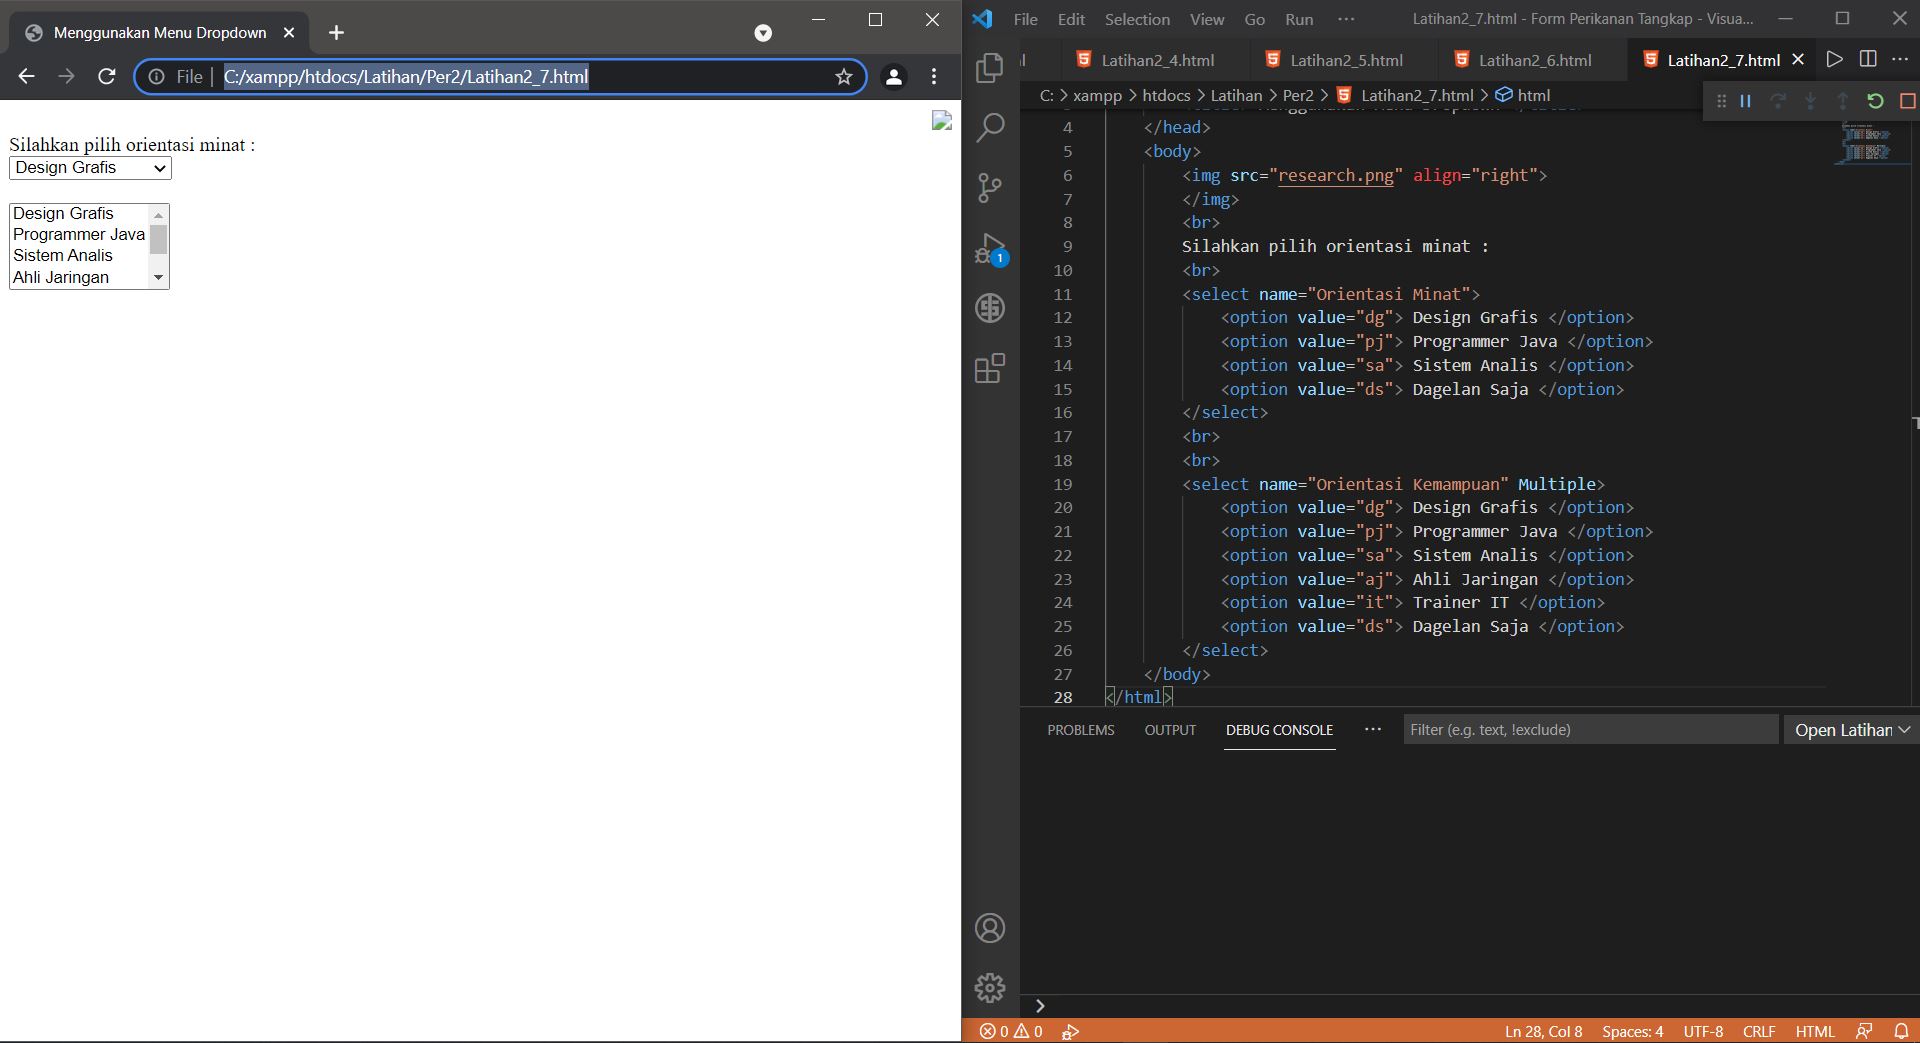 Menggunakan Menu Dropdown
File | C:/xampp/htdocs/Latihan/Per2/Latihan2_7.html
Silahkan pilih orientasi minat :
Design Grafis
Design Grafis
Programmer Java
Sistem Analis
Ahli Jaringan
File Edit Selection View Go Run ··· Latihan2_7.html - Form Perikanan Tangkap - Visua...
Latihan2_4.html Latihan2_5.html Latihan2_6.html Latihan2_7.html
C: > xampp > htdocs > Latihan > Per2 > Latihan2_7.html > html
4 </head>
5 <body>
6 <img src="research.png" align="right">
7 </img>
8 <br>
9 Silahkan pilih orientasi minat :
10 <br>
11 <select name="Orientasi Minat">
12 <option value="dg"> Design Grafis </option>
13 <option value="pj"> Programmer Java </option>
14 <option value="sa"> Sistem Analis </option>
15 <option value="ds"> Dagelan Saja </option>
16 </select>
17 <br>
18 <br>
19 <select name="Orientasi Kemampuan" Multiple>
20 <option value="dg"> Design Grafis </option>
21 <option value="pj"> Programmer Java </option>
22 <option value="sa"> Sistem Analis </option>
23 <option value="aj"> Ahli Jaringan </option>
24 <option value="it"> Trainer IT </option>
25 <option value="ds"> Dagelan Saja </option>
26 </select>
27 </body>
28 </html>
1
PROBLEMS OUTPUT DEBUG CONSOLE ··· Filter (e.g. text, !exclude) Open Latihan
0 0 Ln 28, Col 8 Spaces: 4 UTF-8 CRLF HTML